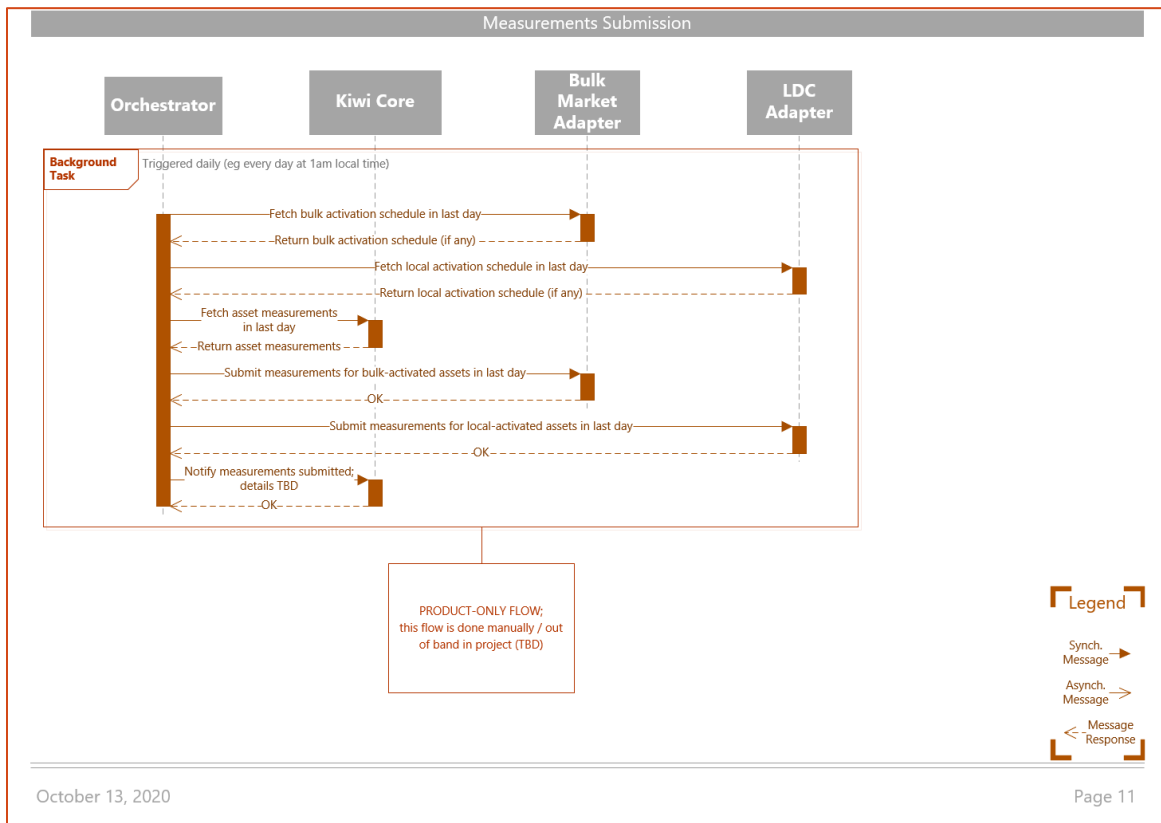 Measurements Submission
Orchestrator
Kiwi Core
Bulk
Market
Adapter
LDC
Adapter
Background
Task
Triggered daily (eg every day at 1am local time)
Fetch bulk activation schedule in last day
Return bulk activation schedule (if any)
Fetch local activation schedule in last day
Return local activation schedule (if any)
Fetch asset measurements
in last day
Return asset measurements
Submit measurements for bulk-activated assets in last day
OK
Submit measurements for local-activated assets in last day
OK
Notify measurements submitted;
details TBD
OK
PRODUCT-ONLY FLOW;
this flow is done manually / out
of band in project (TBD)
Legend
Synch.
Message
Asynch.
Message
Message
Response
October 13, 2020
Page 11